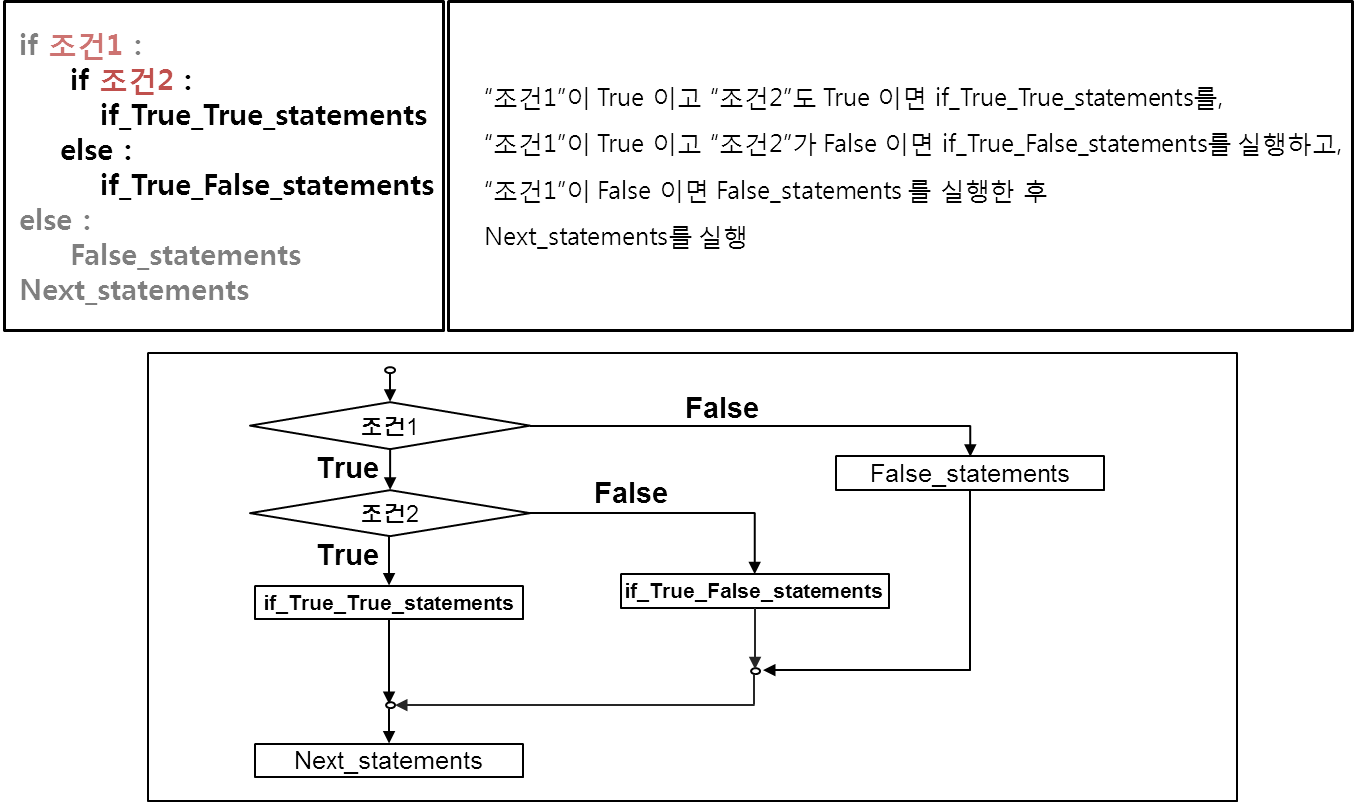 if 조건1 :
if 조건2 :
if_True_True_statements
else :
if_True_False_statements
else :
False_statements
Next_statements
“조건1”이 True 이고 “조건2”도 True 이면 if_True_True_statements를,
“조건1”이 True 이고 “조건2”가 False 이면 if_True_False_statements를 실행하고,
“조건1”이 False 이면 False_statements 를 실행한 후
Next_statements를 실행
조건1
False
True
False_statements
조건2
False
True
if_True_True_statements
if_True_False_statements
Next_statements